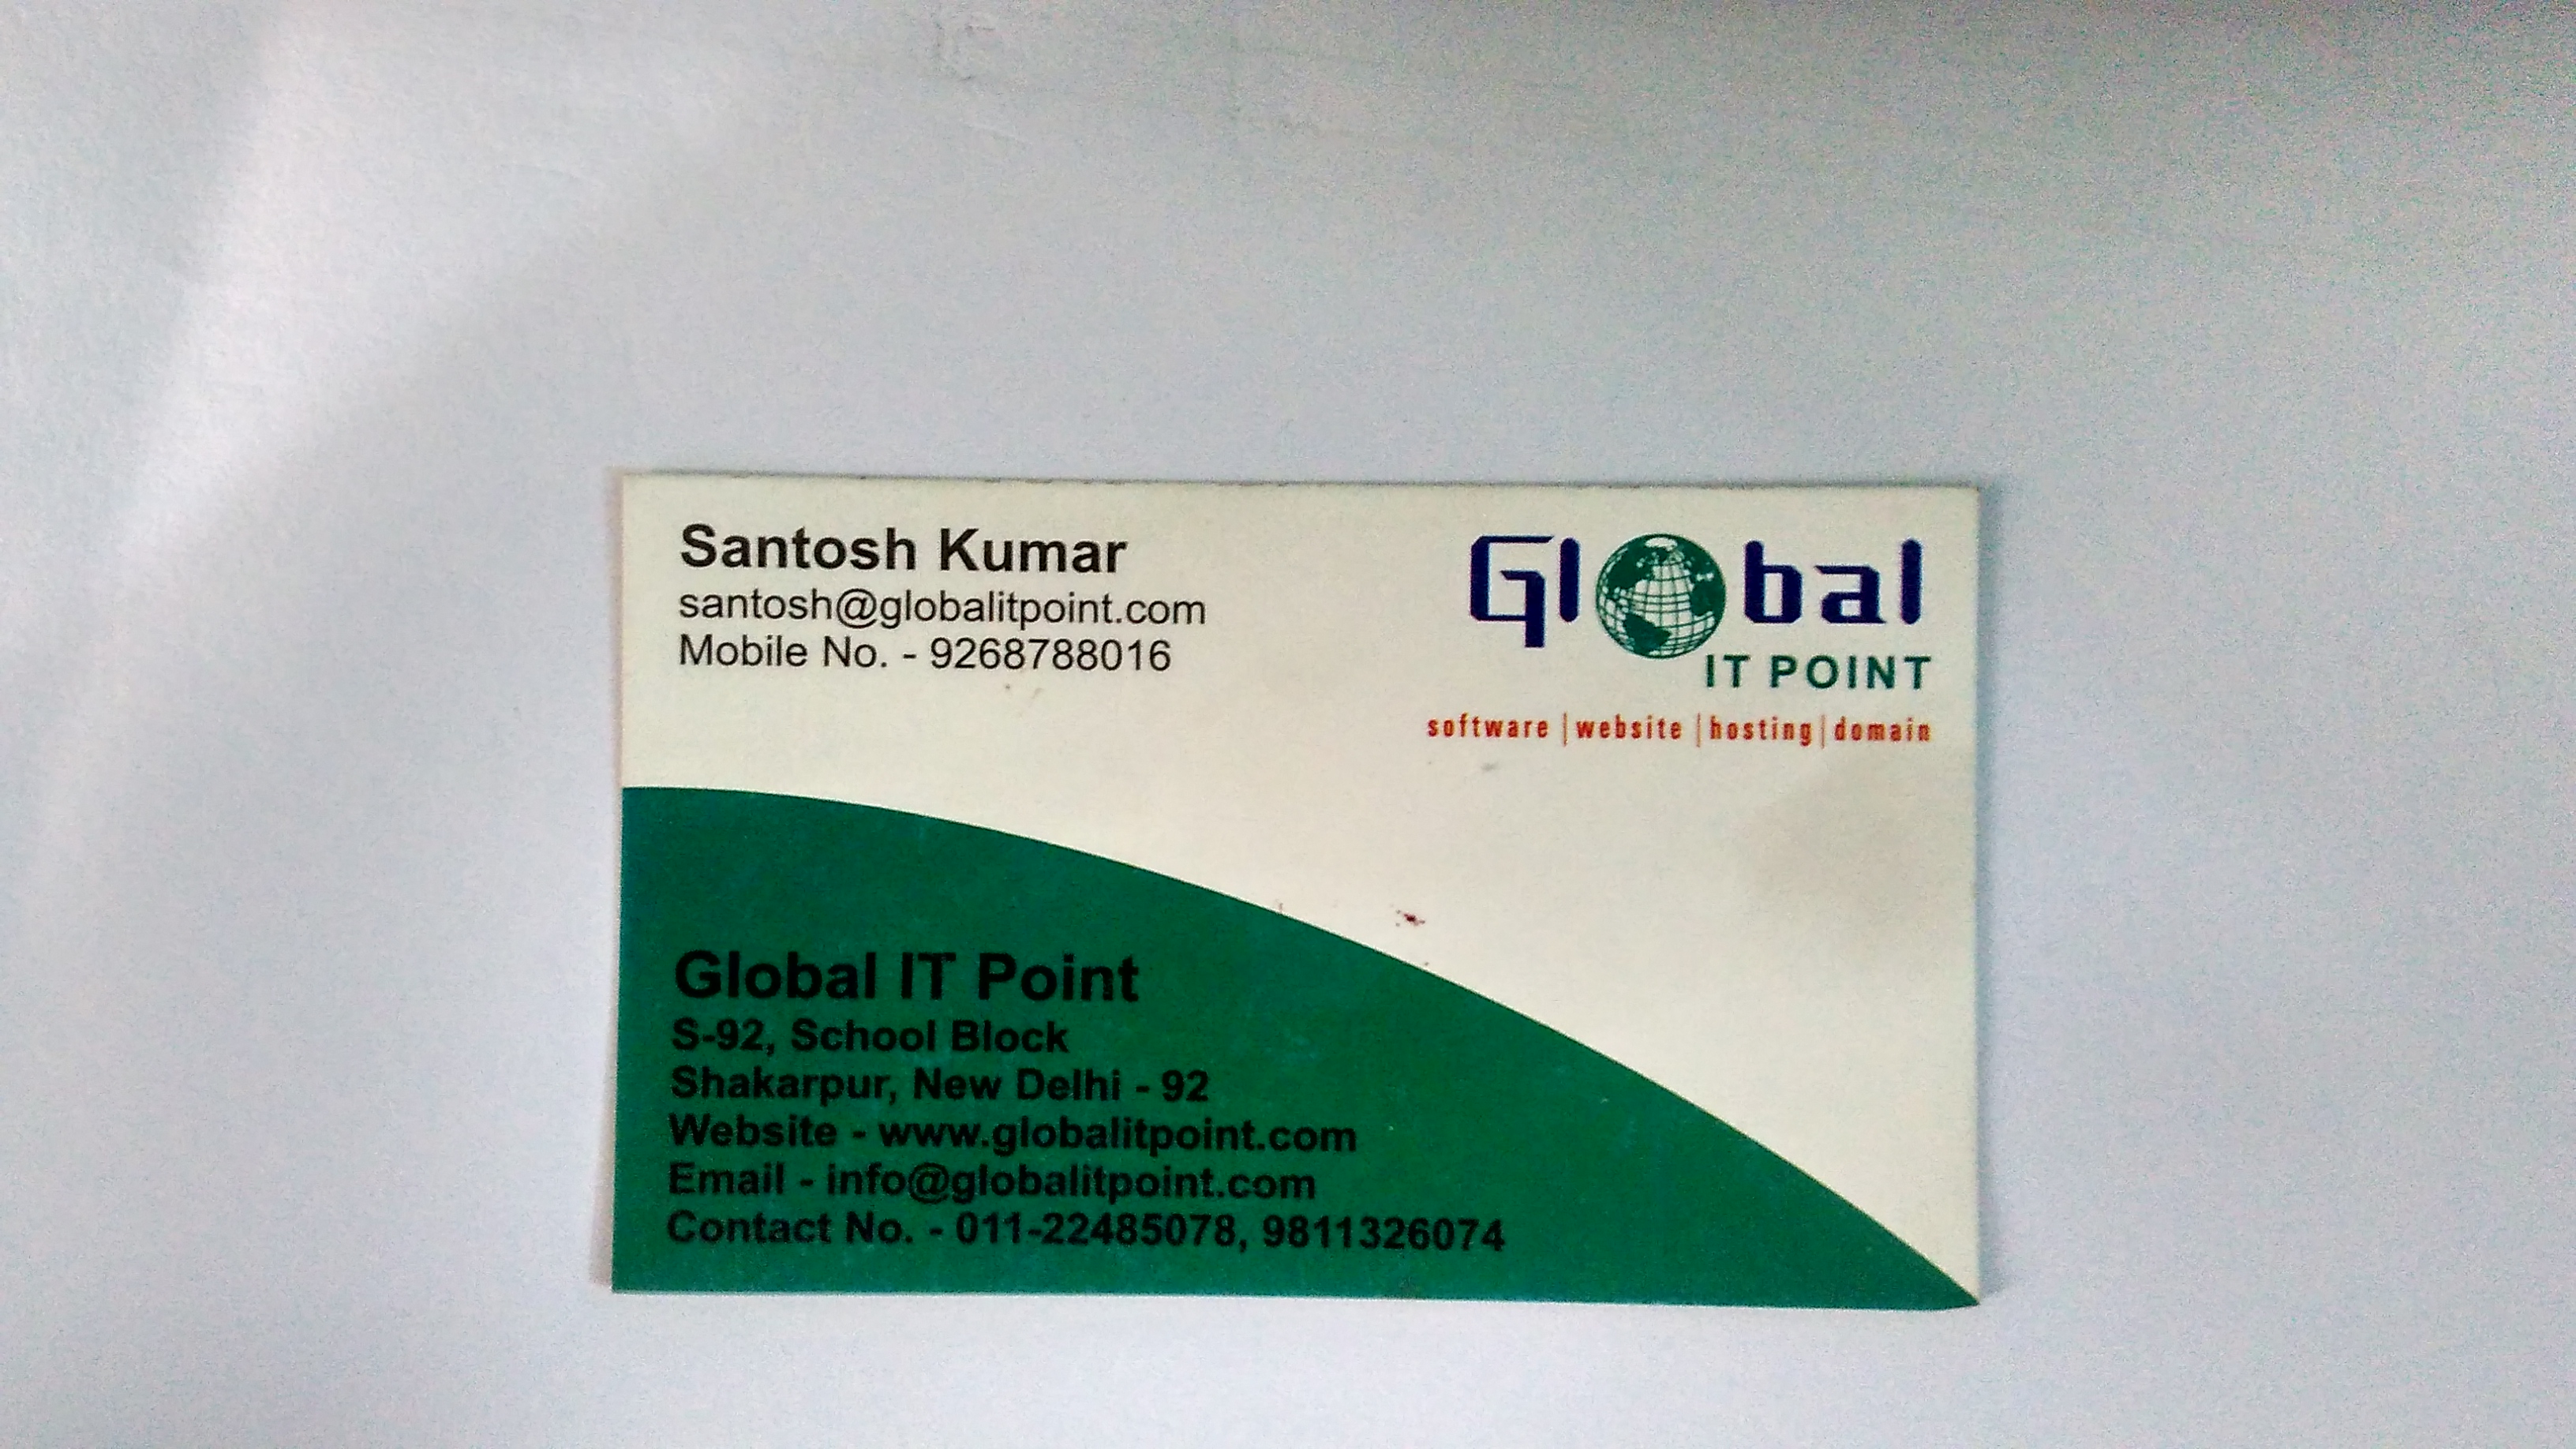 Santosh Kumar
santosh@globalitpoint.com
Mobile No. - 9268788016
Global
IT POINT
software | website | hosting | domain
Global IT Point
S-92, School Block
Shakarpur, New Delhi - 92
Website - www.globalitpoint.com
Email - info@globalitpoint.com
Contact No. - 011-22485078, 9811326074